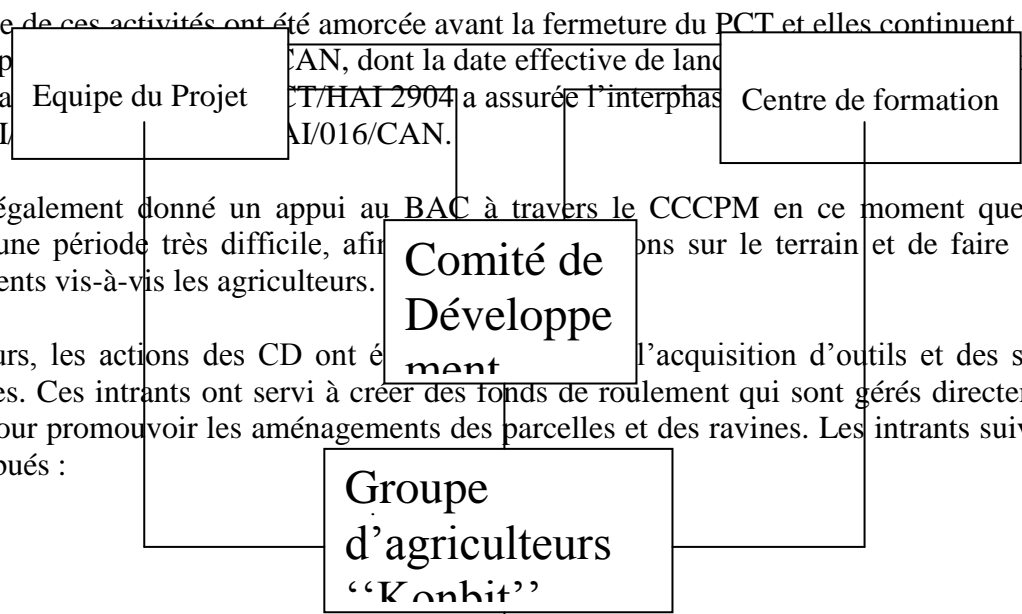 e de ces activités ont été amorcée avant la fermeture du PCT et elles continuent
CAN, dont la date effective de lanc
CT/HAI 2904 a assurée l’interphas
AI/016/CAN.
Equipe du Projet
Centre de formation
également donné un appui au BAC à travers le CCCPM en ce moment que
une période très difficile, afin ons sur le terrain et de faire
ents vis-à-vis les agriculteurs.
Comité de
Développe
ment
urs, les actions des CD ont é l’acquisition d’outils et des s
es. Ces intrants ont servi à créer des fonds de roulement qui sont gérés directe
our promouvoir les aménagements des parcelles et des ravines. Les intrants suiv
bués :
Groupe
d’agriculteurs
‘‘Konbit’’